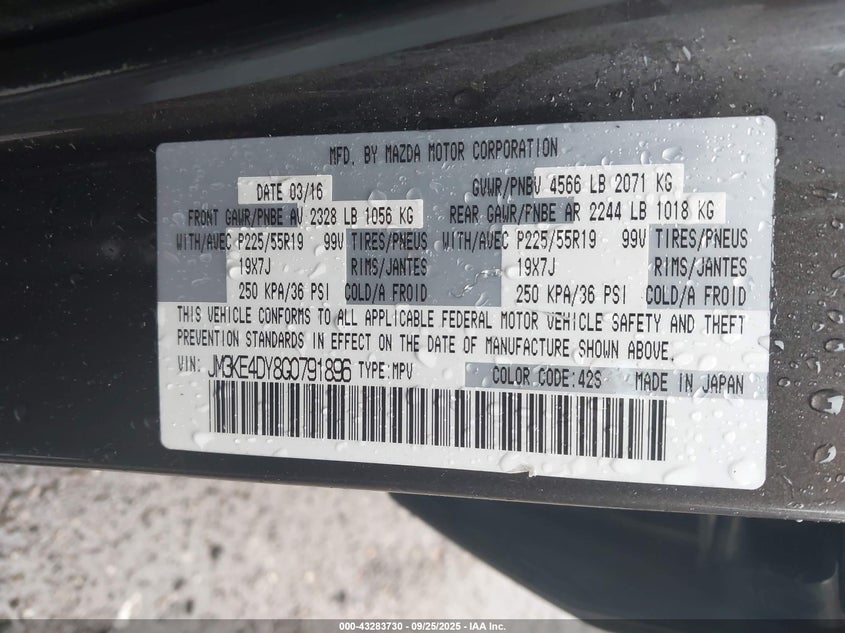 MFD. BY MAZDA MOTOR CORPORATION
DATE 03/16 GVWR/PNBV 4566 LB 2071 KG
FRONT GAWR/PNBE AV 2328 LB 1056 KG REAR GAWR/PNBE AR 2244 LB 1018 KG
WITH/AVEC P225/55R19 99V TIRES/PNEUS WITH/AVEC P225/55R19 99V TIRES/PNEUS
19X7J RIMS/JANTES 19X7J RIMS/JANTES
250 KPA/36 PSI COLD/A FROID 250 KPA/36 PSI COLD/A FROID
THIS VEHICLE CONFORMS TO ALL APPLICABLE FEDERAL MOTOR VEHICLE SAFETY AND THEFT
PREVENTION STANDARDS IN EFFECT ON THE DATE OF MANUFACTURE SHOWN ABOVE.
VIN: JM3KE4DY8G0791896 TYPE:MPV COLOR CODE:42S MADE IN JAPAN
000-43283730 - 09/25/2025 - IAA Inc.